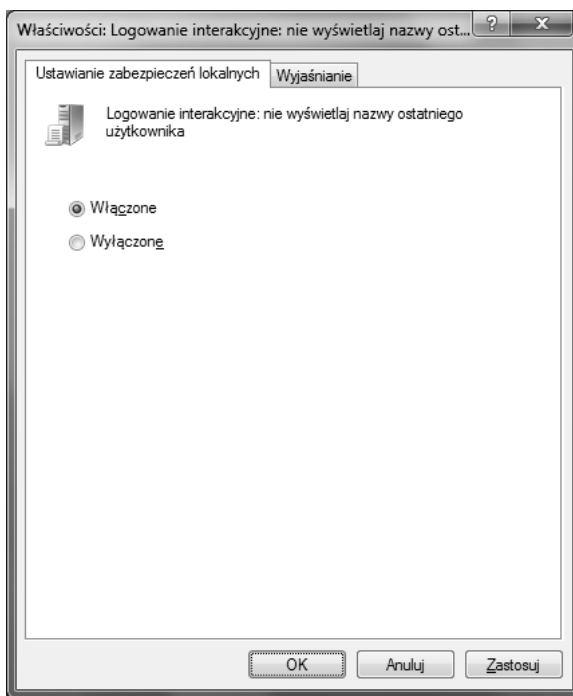 Właściwości: Logowanie interakcyjne: nie wyświetlaj nazwy ost...
Ustawianie zabezpieczeń lokalnych
Wyjaśnianie
Logowanie interakcyjne: nie wyświetlaj nazwy ostatniego
użytkownika
Włączone
Wyłączone
OK
Anuluj
Zastosuj